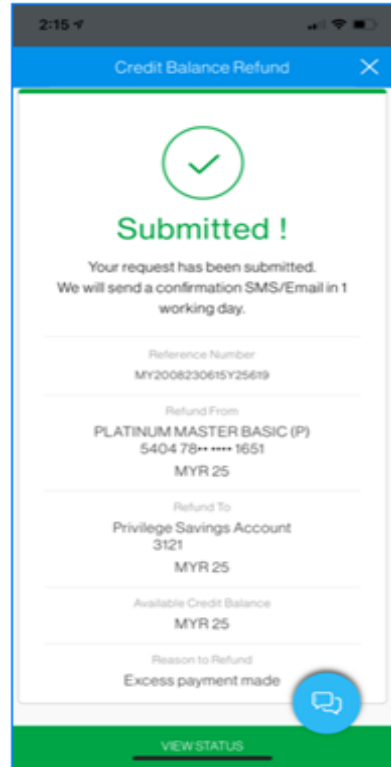 2:15
Credit Balance Refund
Submitted !
Your request has been submitted.
We will send a confirmation SMS/Email in 1
working day.
Reference Number
MY2008230615Y25619
Refund From
PLATINUM MASTER BASIC (P)
5404 78•• •••• 1651
MYR 25
Refund To
Privilege Savings Account
3121
MYR 25
Available Credit Balance
MYR 25
Reason to Refund
Excess payment made
VIEW STATUS